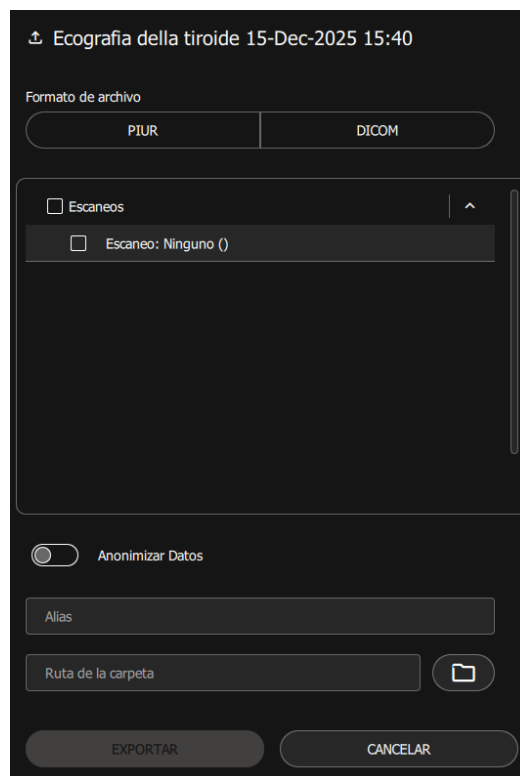 Ecografia della tiroide 15-Dec-2025 15:40
Formato de archivo
PIUR DICOM
Escaneos
Escaneo: Ninguno ()
Anonimizar Datos
Alias
Ruta de la carpeta
EXPORTAR CANCELAR